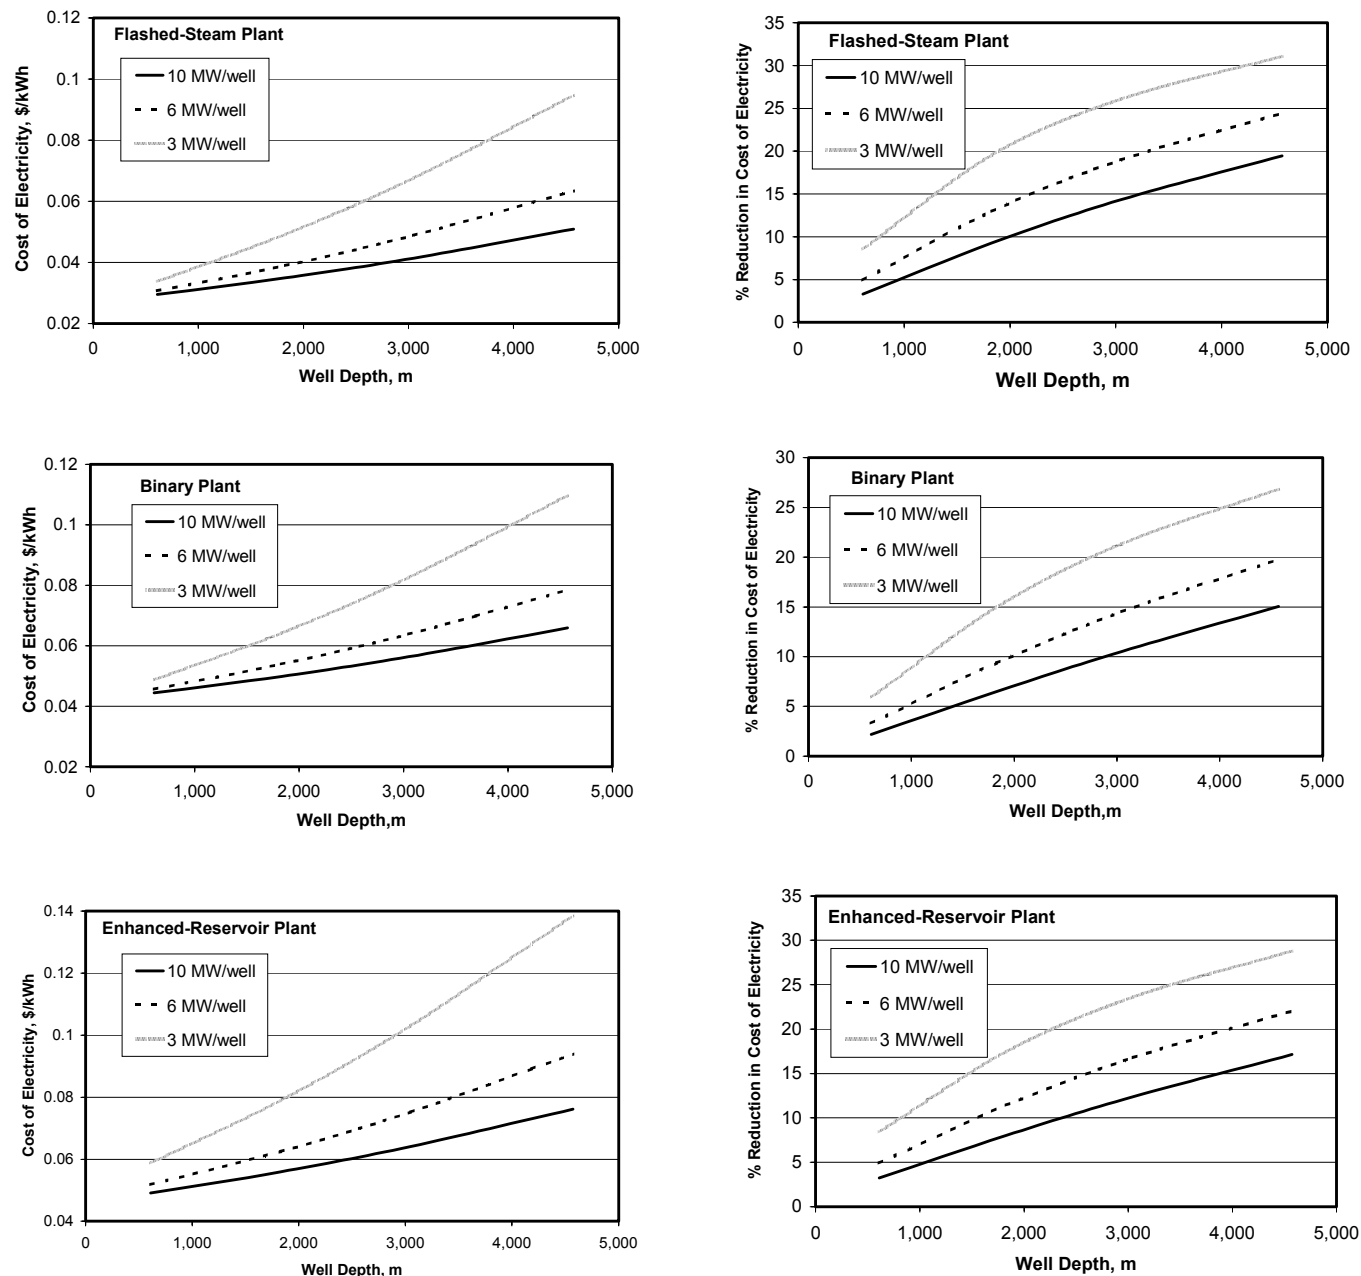 Flashed-Steam Plant
10 MW/well
6 MW/well
3 MW/well
Cost of Electricity, $/kWh
0.12
0.1
0.08
0.06
0.04
0.02
0
1,000
2,000
3,000
4,000
5,000
Well Depth, m
Flashed-Steam Plant
10 MW/well
6 MW/well
3 MW/well
% Reduction in Cost of Electricity
35
30
25
20
15
10
5
0
0
1,000
2,000
3,000
4,000
5,000
Well Depth, m
Binary Plant
10 MW/well
6 MW/well
3 MW/well
Cost of Electricity, $/kWh
0.12
0.1
0.08
0.06
0.04
0.02
0
1,000
2,000
3,000
4,000
5,000
Well Depth,m
Binary Plant
10 MW/well
6 MW/well
3 MW/well
% Reduction in Cost of Electricity
30
25
20
15
10
5
0
0
1,000
2,000
3,000
4,000
5,000
Well Depth,m
Enhanced-Reservoir Plant
10 MW/well
6 MW/well
3 MW/well
Cost of Electricity, $/kWh
0.14
0.12
0.1
0.08
0.06
0.04
0
1,000
2,000
3,000
4,000
5,000
Well Depth, m
Enhanced-Reservoir Plant
10 MW/well
6 MW/well
3 MW/well
% Reduction in Cost of Electricity
35
30
25
20
15
10
5
0
0
1,000
2,000
3,000
4,000
5,000
Well Depth, m